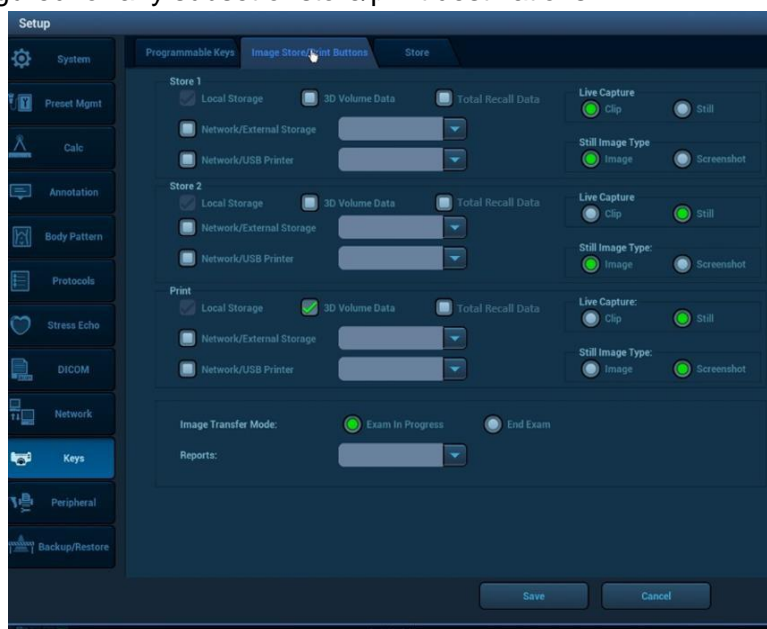 Setup
System
Preset Mgmt
Calc
Annotation
Body Pattern
Protocols
Stress Echo
DICOM
Network
Keys
Peripheral
Backup/Restore
Programmable Keys Image Store/Print Buttons Store
Store 1
Local Storage 3D Volume Data Total Recall Data
Network/External Storage
Network/USB Printer
Live Capture
Clip Still
Still Image Type
Image Screenshot
Store 2
Local Storage 3D Volume Data Total Recall Data
Network/External Storage
Network/USB Printer
Live Capture
Clip Still
Still Image Type:
Image Screenshot
Print
Local Storage 3D Volume Data Total Recall Data
Network/External Storage
Network/USB Printer
Live Capture:
Clip Still
Still Image Type:
Image Screenshot
Image Transfer Mode: Exam In Progress End Exam
Reports:
Save Cancel